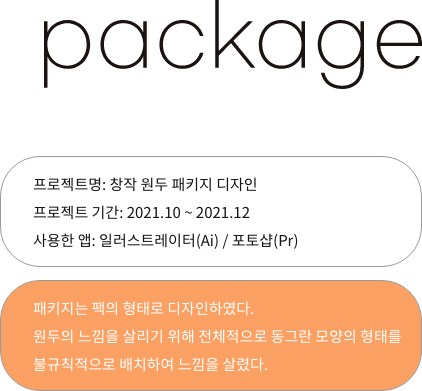 package
프로젝트명: 창작 원두 패키지 디자인
프로젝트 기간: 2021.10 ~ 2021.12
사용한 앱: 일러스트레이터(Ai) / 포토샵(Pr)
패키지는 팩의 형태로 디자인하였다.
원두의 느낌을 살리기 위해 전체적으로 동그란 모양의 형태를
불규칙적으로 배치하여 느낌을 살렸다.